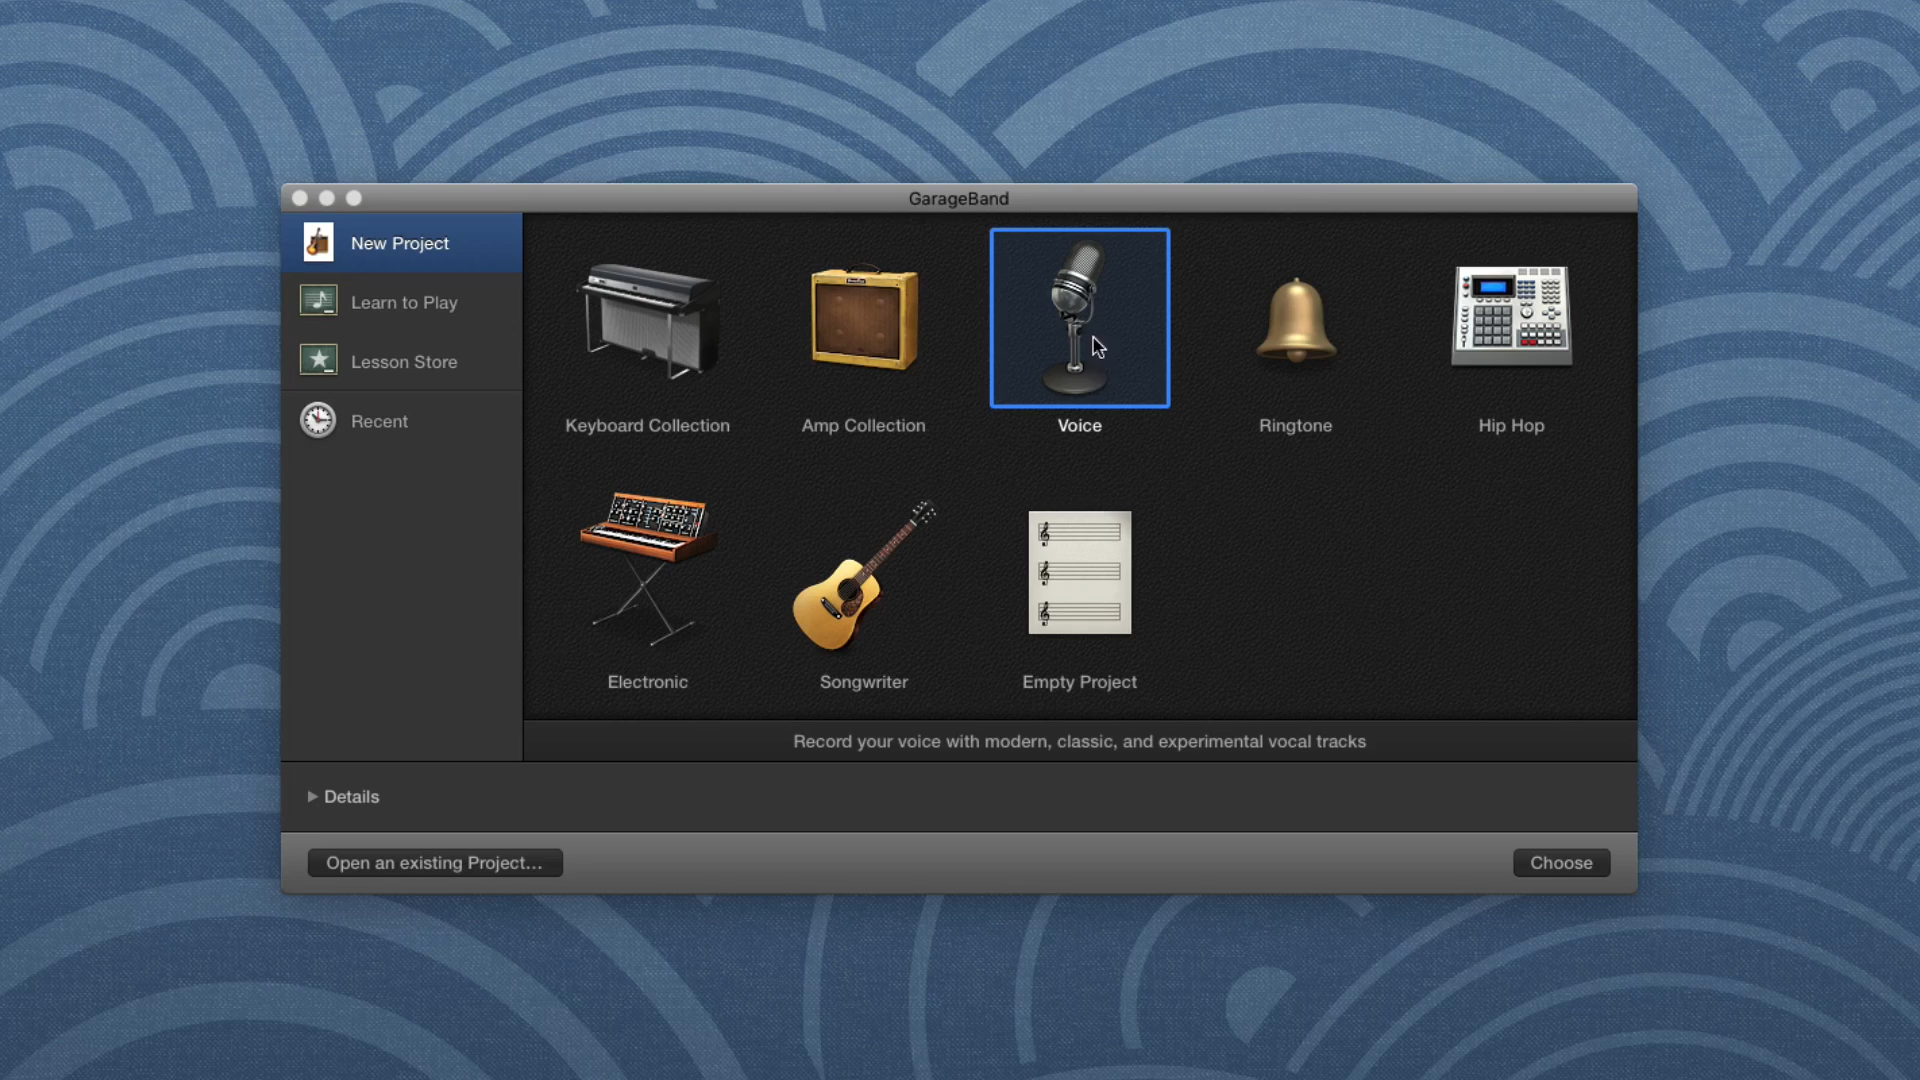 GarageBand
New Project
Learn to Play
Lesson Store
Recent
Keyboard Collection
Amp Collection
Voice
Ringtone
Hip Hop
Electronic
Songwriter
Empty Project
Record your voice with modern, classic, and experimental vocal tracks
Details
Open an existing Project...
Choose